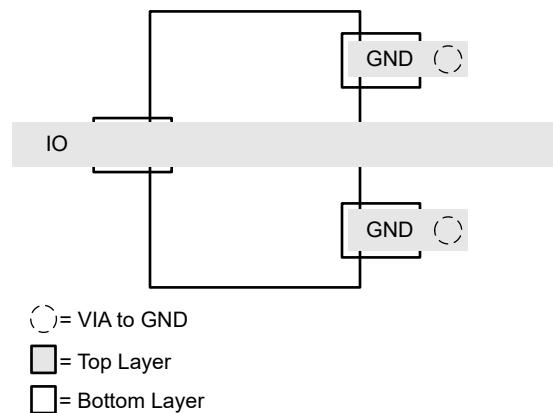 GND
IO
GND
= VIA to GND
= Top Layer
= Bottom Layer